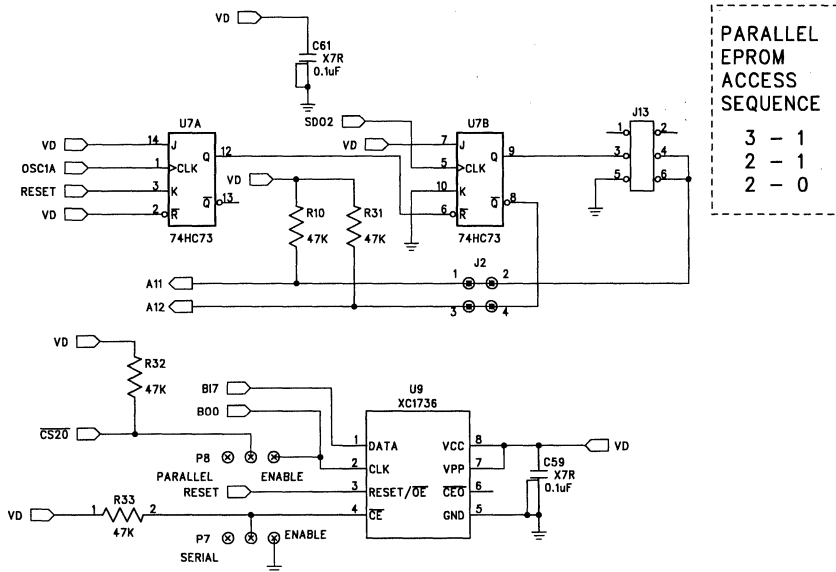 VD
C61
X7R
0.1uF
PARALLEL
EPROM
ACCESS
SEQUENCE
3 - 1
2 - 1
2 - 0
U7A
VD 14 J
OSC1A 1 CLK
RESET 3 K
VD 2 R
Q 12
Q 13
74HC73
SDO2
VD
U7B
7 J
5 CLK
10 K
6 R
Q 9
Q 8
74HC73
J13
1 2
3 4
5 6
VD
R10
47K
R31
47K
J2
A11 1 2
A12 3 4
VD
R32
47K
CS20
BI7
BO0
P8
PARALLEL ENABLE
RESET
U9
XC1736
1 DATA VCC 8
2 CLK VPP 7
3 RESET/OE CEO 6
4 CE GND 5
VD
C59
X7R
0.1uF
VD 1 R33 2
47K
P7 ENABLE
SERIAL